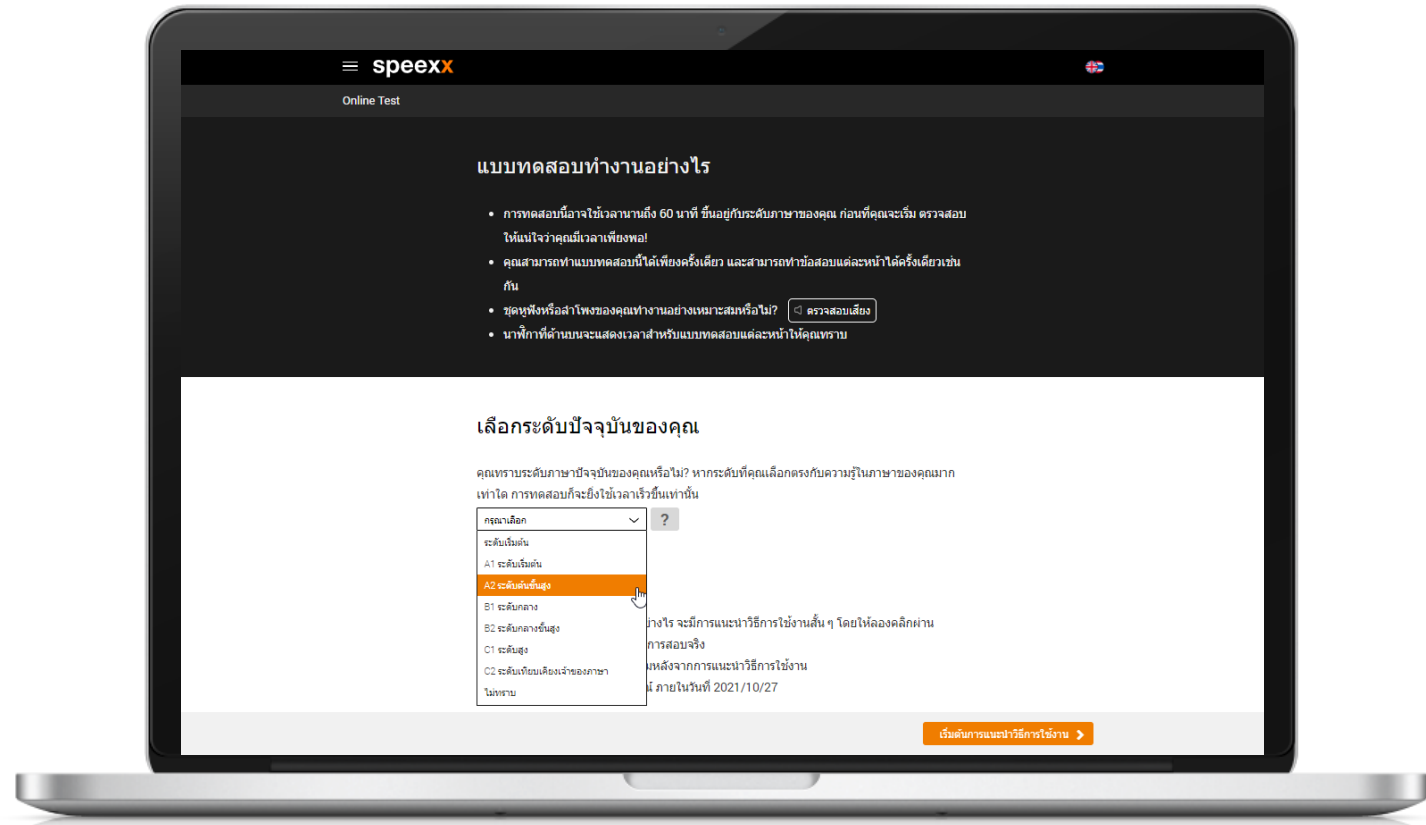 speexx
Online Test
แบบทดสอบทำงานอย่างไร
• การทดสอบนี้อาจใช้เวลานานถึง 60 นาที ขึ้นอยู่กับระดับภาษาของคุณ ก่อนที่คุณจะเริ่ม ตรวจสอบ
ให้แน่ใจว่าคุณมีเวลาเพียงพอ!
• คุณสามารถทำแบบทดสอบนี้ได้เพียงครั้งเดียว และสามารถทำข้อสอบแต่ละหน้าได้ครั้งเดียวเช่น
กัน
• ชุดหูฟังหรือลำโพงของคุณทำงานอย่างเหมาะสมหรือไม่? ตรวจสอบเสียง
• นาฬิกาที่ด้านบนจะแสดงเวลาสำหรับแบบทดสอบแต่ละหน้าให้คุณทราบ
เลือกระดับปัจจุบันของคุณ
คุณทราบระดับภาษาปัจจุบันของคุณหรือไม่? หากระดับที่คุณเลือกตรงกับความรู้ในภาษาของคุณมาก
เท่าใด การทดสอบก็จะยิ่งใช้เวลาเร็วขึ้นเท่านั้น
กรุณาเลือก ?
ระดับเริ่มต้น
A1 ระดับเริ่มต้น
A2 ระดับต้นขั้นสูง
B1 ระดับกลาง
B2 ระดับกลางขั้นสูง
C1 ระดับสูง
C2 ระดับเทียบเคียงเจ้าของภาษา
ไม่ทราบ
ย่างไร จะมีการแนะนำวิธีการใช้งานสั้น ๆ โดยให้ลองคลิกผ่าน
การสอบจริง
หลังจากการแนะนำวิธีการใช้งาน
ภายในวันที่ 2021/10/27
เริ่มต้นการแนะนำวิธีการใช้งาน